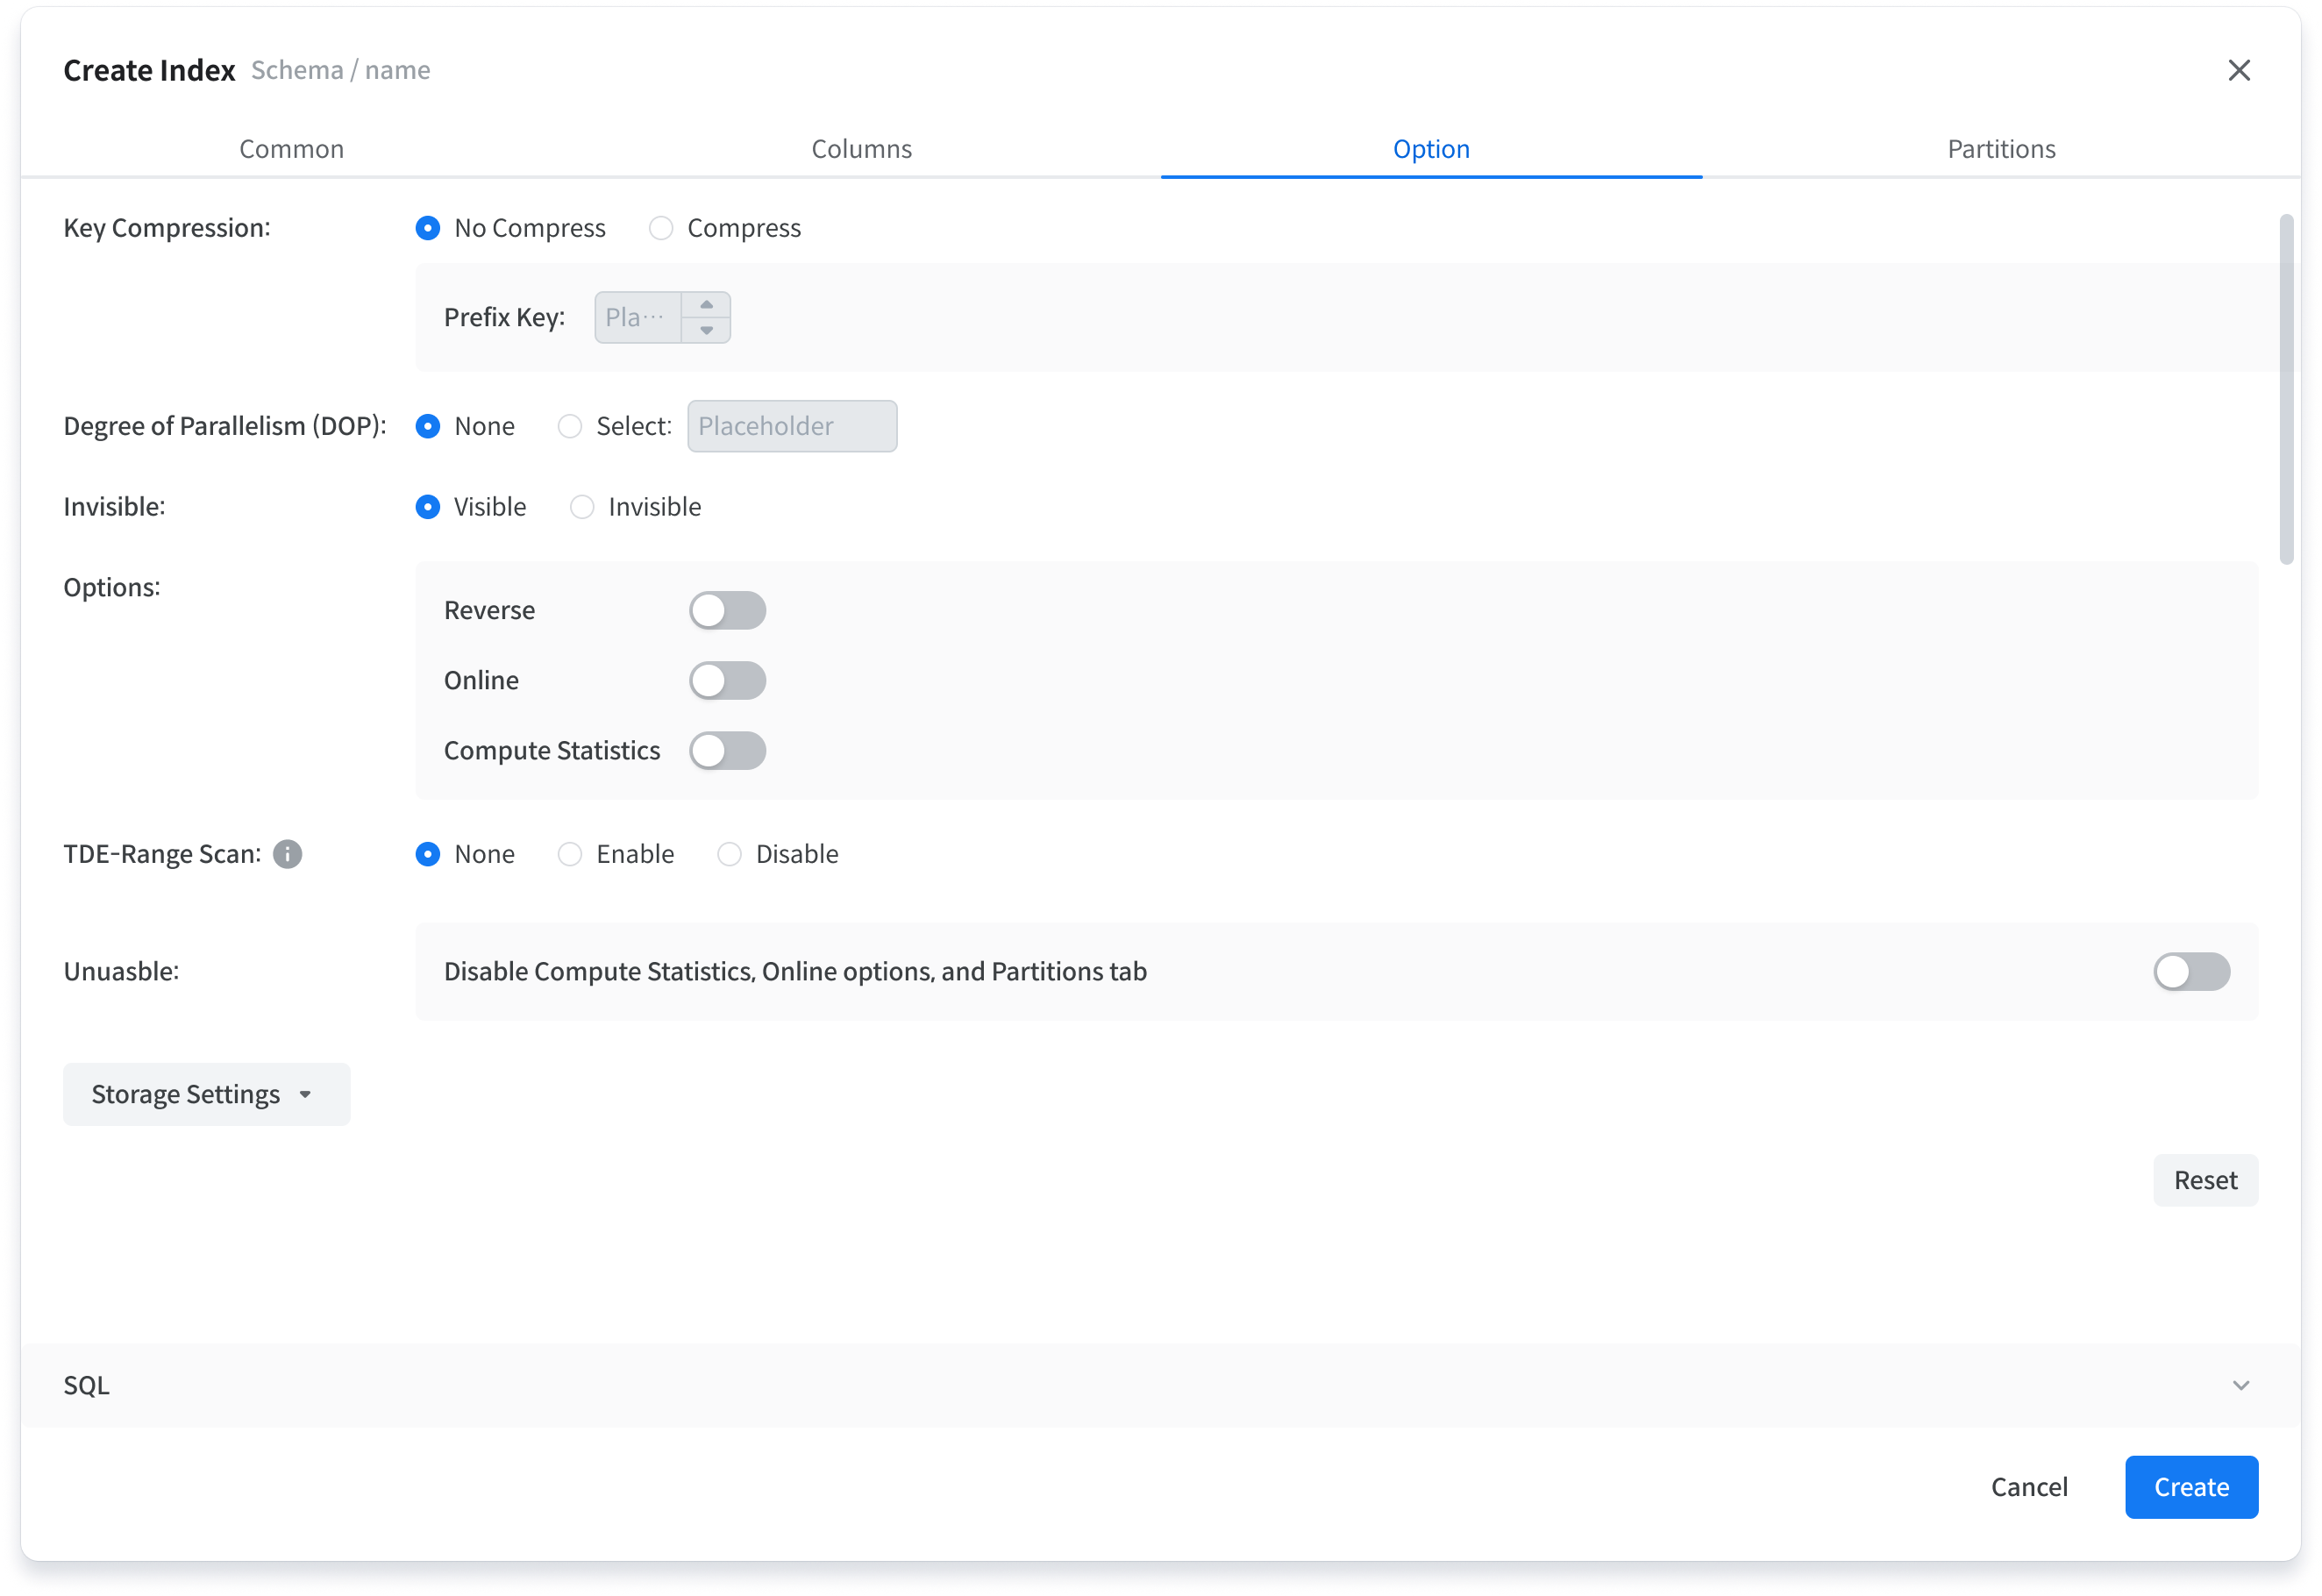 Create Index Schema / name
Common Columns Option Partitions
Key Compression: No Compress Compress
Prefix Key: Pla···
Degree of Parallelism (DOP): None Select: Placeholder
Invisible: Visible Invisible
Options:
Reverse
Online
Compute Statistics
TDE-Range Scan: None Enable Disable
Unuasble: Disable Compute Statistics, Online options, and Partitions tab
Storage Settings
Reset
SQL
Cancel Create